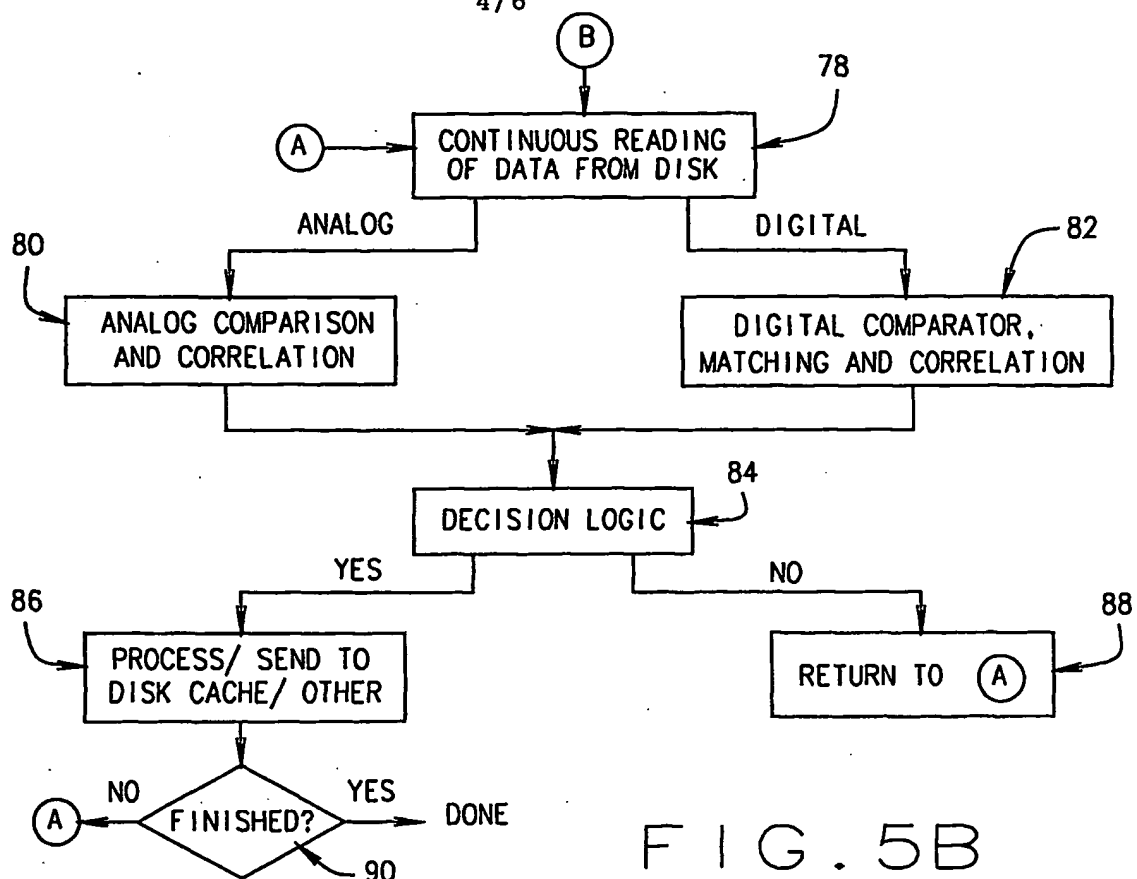 4/6
B
78
A
CONTINUOUS READING
OF DATA FROM DISK
ANALOG
DIGITAL
80
82
ANALOG COMPARISON
AND CORRELATION
DIGITAL COMPARATOR,
MATCHING AND CORRELATION
84
DECISION LOGIC
YES
NO
86
88
PROCESS/ SEND TO
DISK CACHE/ OTHER
RETURN TO A
NO
YES
A
FINISHED?
DONE
90
FIG. 5B